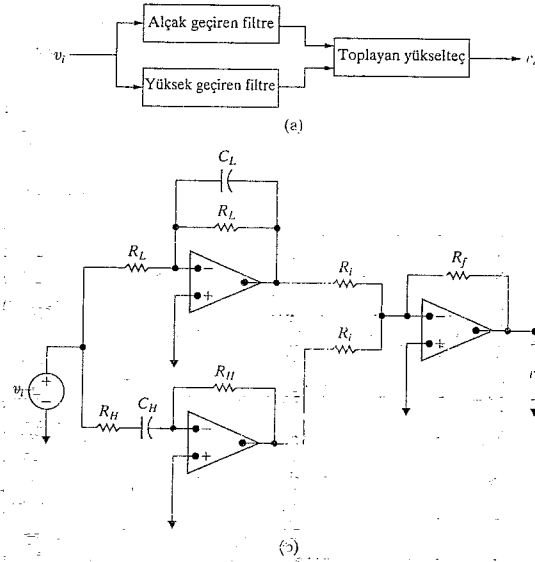 Alçak geçiren filtre
v_i
Toplayan yükselteç
Yüksek geçiren filtre
(a)
C_L
R_L
R_L
R_i
R_f
R_i
R_H
v_i
R_H
C_H